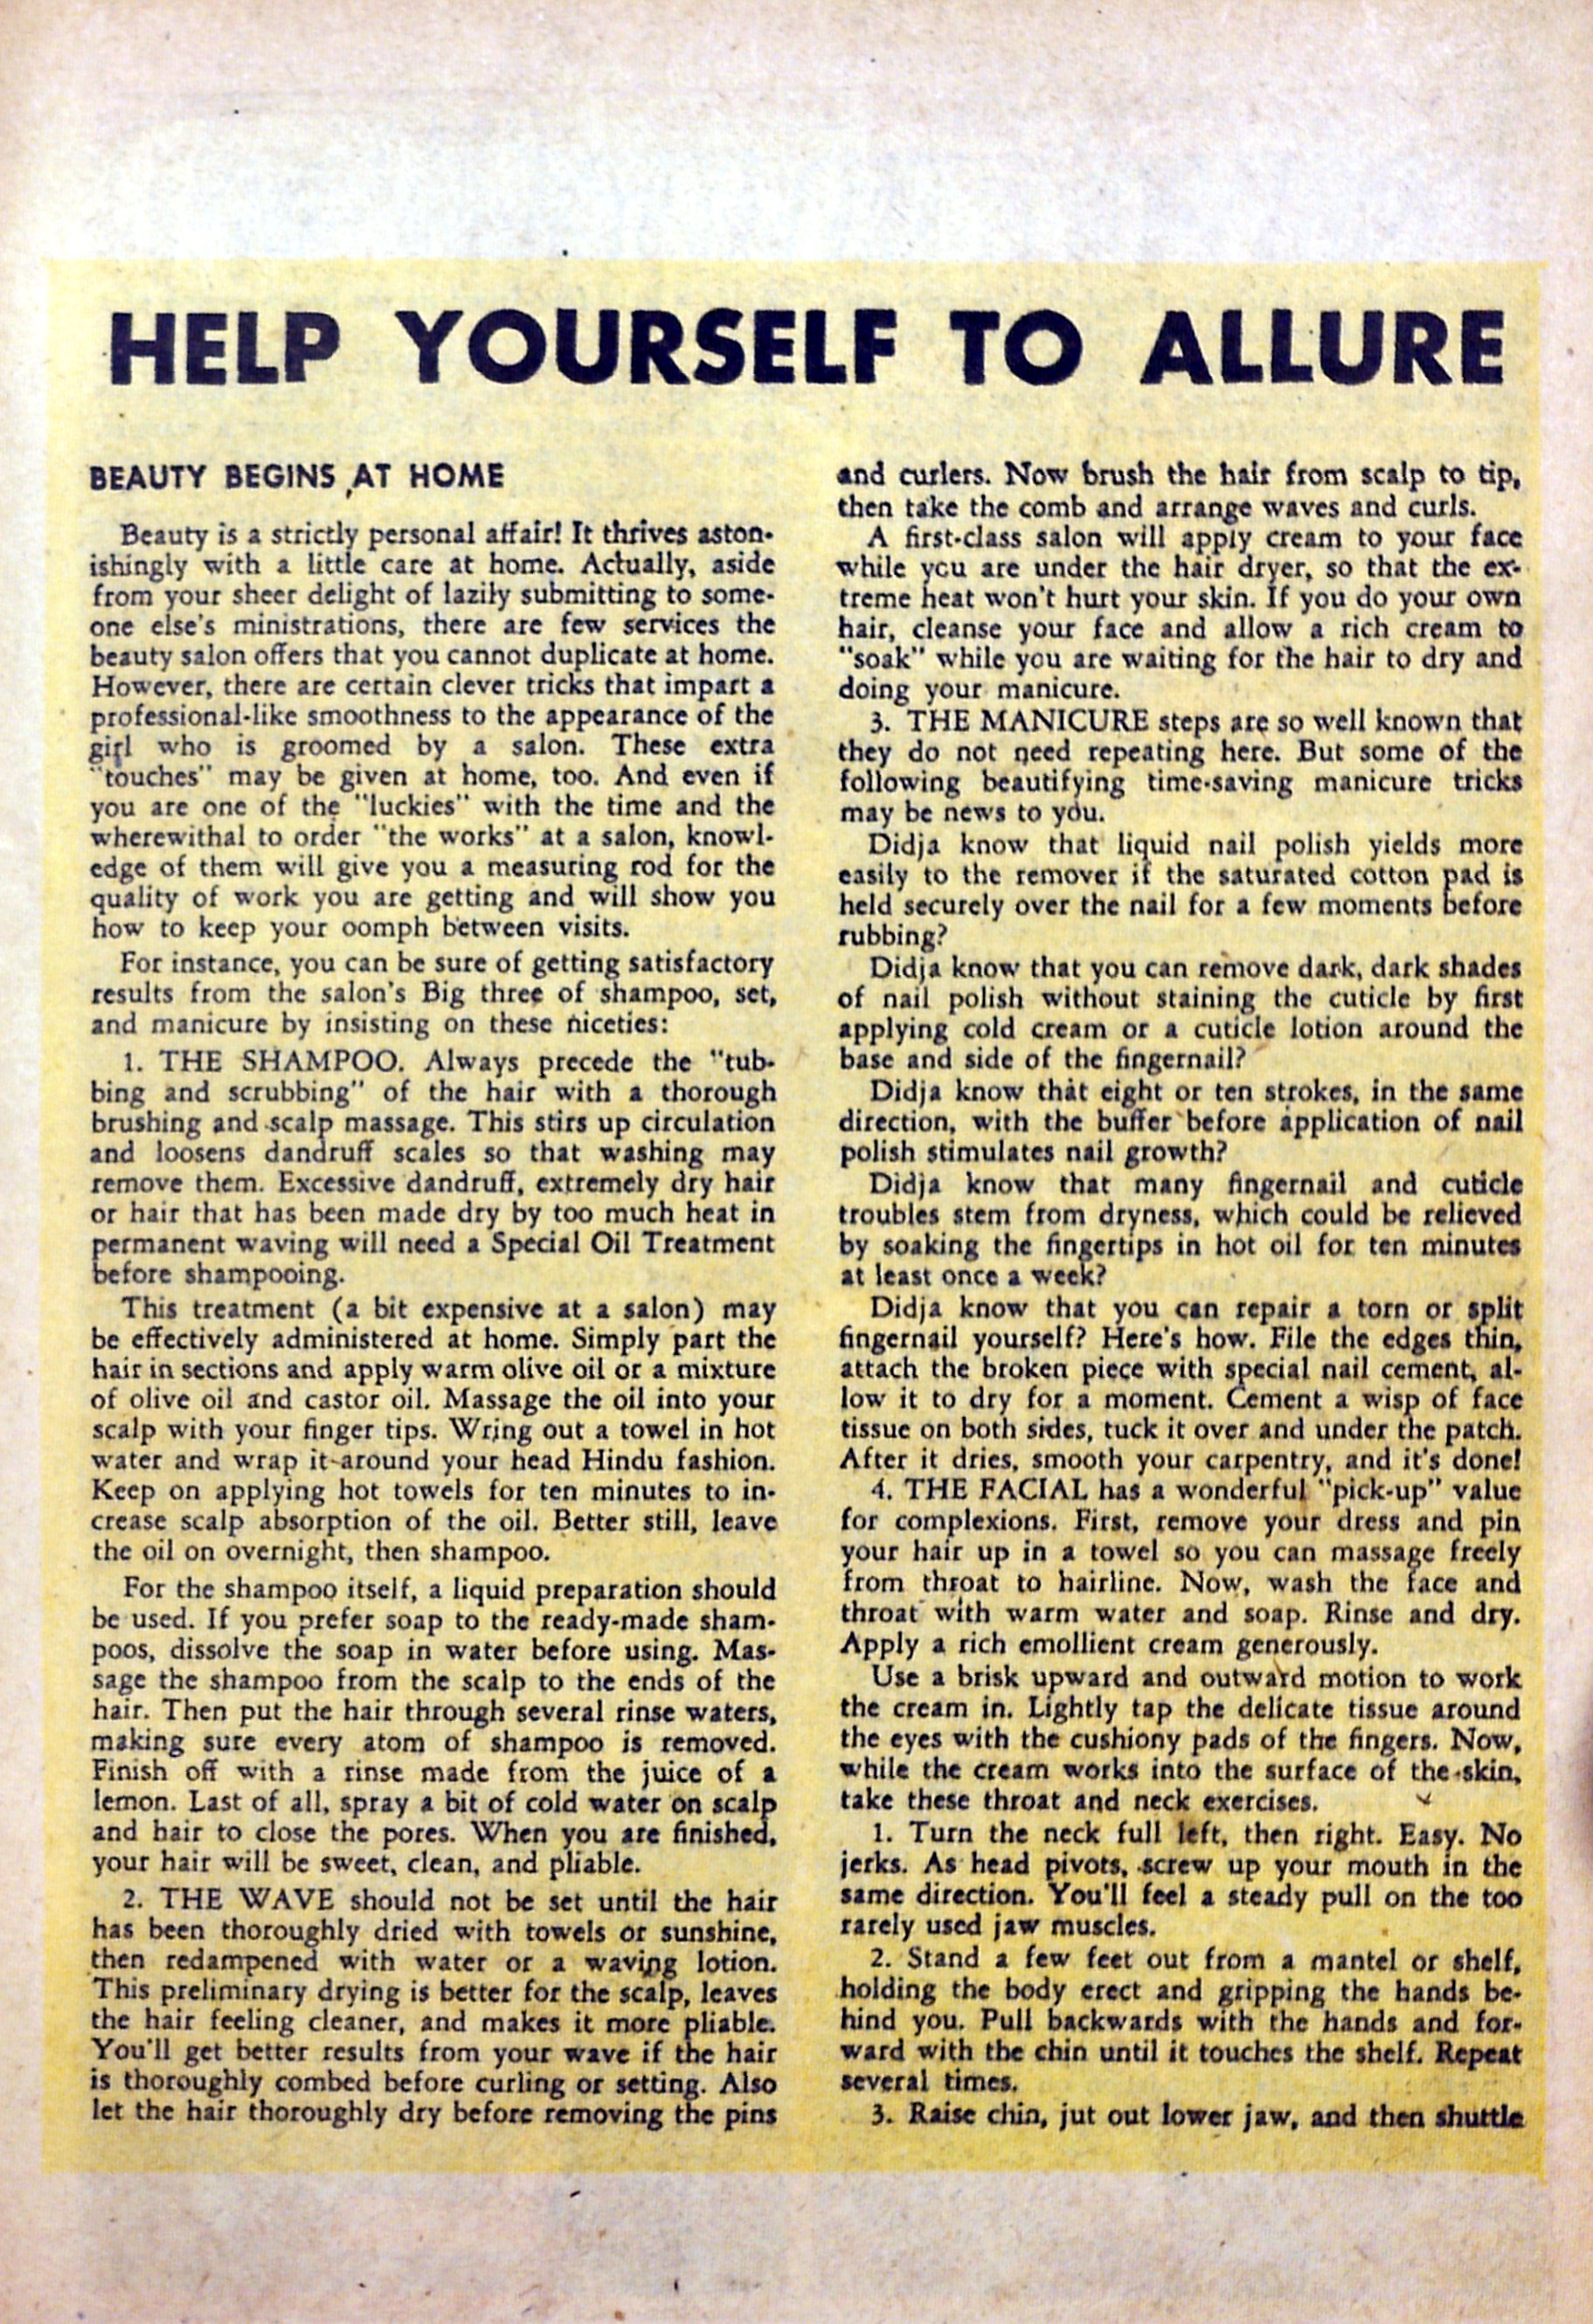 HELP YOURSELF TO ALLURE
BEAUTY BEGINS AT HOME
Beauty is a strictly personal affair! It thrives aston-
ishingly with a little care at home. Actually, aside
from your sheer delight of lazily submitting to some-
one else's ministrations, there are few services the
beauty salon offers that you cannot duplicate at home.
However, there are certain clever tricks that impart a
professional-like smoothness to the appearance of the
girl who is groomed by a salon. These extra
"touches" may be given at home, too. And even if
you are one of the "luckies" with the time and the
wherewithal to order "the works" at a salon, knowl-
edge of them will give you a measuring rod for the
quality of work you are getting and will show you
how to keep your oomph between visits.
For instance, you can be sure of getting satisfactory
results from the salon's Big three of shampoo, set,
and manicure by insisting on these niceties:
1. THE SHAMPOO. Always precede the "tub-
bing and scrubbing" of the hair with a thorough
brushing and scalp massage. This stirs up circulation
and loosens dandruff scales so that washing may
remove them. Excessive dandruff, extremely dry hair
or hair that has been made dry by too much heat in
permanent waving will need a Special Oil Treatment
before shampooing.
This treatment (a bit expensive at a salon) may
be effectively administered at home. Simply part the
hair in sections and apply warm olive oil or a mixture
of olive oil and castor oil. Massage the oil into your
scalp with your finger tips. Wring out a towel in hot
water and wrap it around your head Hindu fashion.
Keep on applying hot towels for ten minutes to in-
crease scalp absorption of the oil. Better still, leave
the oil on overnight, then shampoo.
For the shampoo itself, a liquid preparation should
be used. If you prefer soap to the ready-made sham-
poos, dissolve the soap in water before using. Mas-
sage the shampoo from the scalp to the ends of the
hair. Then put the hair through several rinse waters,
making sure every atom of shampoo is removed.
Finish off with a rinse made from the juice of a
lemon. Last of all, spray a bit of cold water on scalp
and hair to close the pores. When you are finished,
your hair will be sweet, clean, and pliable.
2. THE WAVE should not be set until the hair
has been thoroughly dried with towels or sunshine,
then redampened with water or a waving lotion.
This preliminary drying is better for the scalp, leaves
the hair feeling cleaner, and makes it more pliable.
You'll get better results from your wave if the hair
is thoroughly combed before curling or setting. Also
let the hair thoroughly dry before removing the pins
and curlers. Now brush the hair from scalp to tip,
then take the comb and arrange waves and curls.
A first-class salon will apply cream to your face
while you are under the hair dryer, so that the ex-
treme heat won't hurt your skin. If you do your own
hair, cleanse your face and allow a rich cream to
"soak" while you are waiting for the hair to dry and
doing your manicure.
3. THE MANICURE steps are so well known that
they do not need repeating here. But some of the
following beautifying time-saving manicure tricks
may be news to you.
Didja know that liquid nail polish yields more
easily to the remover if the saturated cotton pad is
held securely over the nail for a few moments before
rubbing?
Didja know that you can remove dark, dark shades
of nail polish without staining the cuticle by first
applying cold cream or a cuticle lotion around the
base and side of the fingernail?
Didja know that eight or ten strokes, in the same
direction, with the buffer before application of nail
polish stimulates nail growth?
Didja know that many fingernail and cuticle
troubles stem from dryness, which could be relieved
by soaking the fingertips in hot oil for ten minutes
at least once a week?
Didja know that you can repair a torn or split
fingernail yourself? Here's how. File the edges thin,
attach the broken piece with special nail cement, al-
low it to dry for a moment. Cement a wisp of face
tissue on both sides, tuck it over and under the patch.
After it dries, smooth your carpentry, and it's done!
4. THE FACIAL has a wonderful "pick-up" value
for complexions. First, remove your dress and pin
your hair up in a towel so you can massage freely
from throat to hairline. Now, wash the face and
throat with warm water and soap. Rinse and dry.
Apply a rich emollient cream generously.
Use a brisk upward and outward motion to work
the cream in. Lightly tap the delicate tissue around
the eyes with the cushiony pads of the fingers. Now,
while the cream works into the surface of the skin,
take these throat and neck exercises.
1. Turn the neck full left, then right. Easy. No
jerks. As head pivots, screw up your mouth in the
same direction. You'll feel a steady pull on the too
rarely used jaw muscles.
2. Stand a few feet out from a mantel or shelf,
holding the body erect and gripping the hands be-
hind you. Pull backwards with the hands and for-
ward with the chin until it touches the shelf. Repeat
several times.
3. Raise chin, jut out lower jaw, and then shuttle